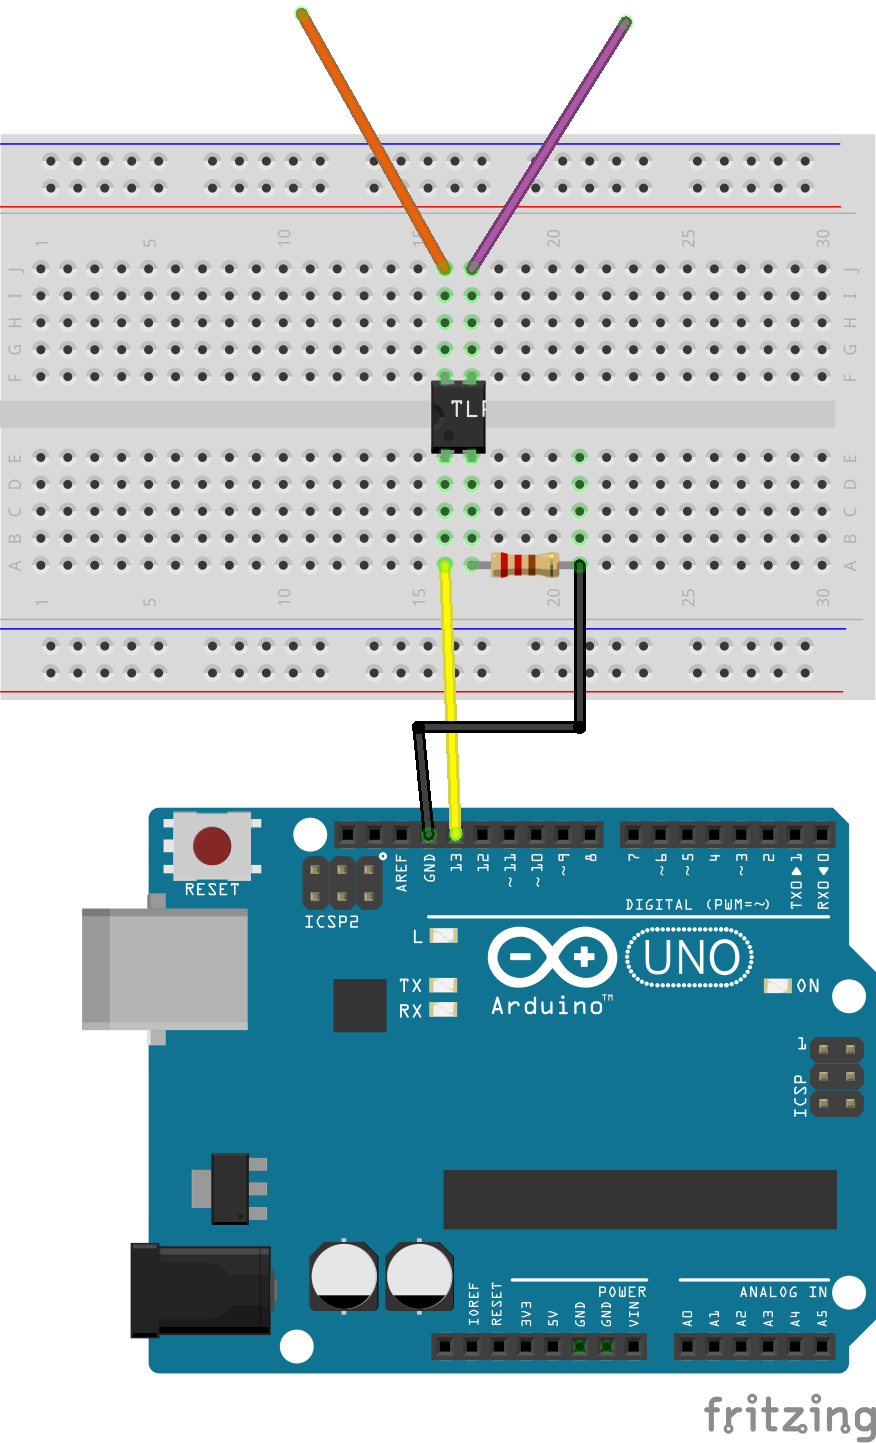 1 5 10 15 20 25 30
J J
I I
H H
G G
F F
TLP
E E
D D
C C
B B
A A
1 5 10 15 20 25 30
RESET
ICSP2
AREF
GND
13
12
~11
~10
~9
8
7
~6
~5
4
~3
2
TX0▶1
RX0◀0
DIGITAL (PWM=~)
L
TX
RX
Arduino™
UNO
ON
1
ICSP
IOREF
RESET
3V3
5V
GND
GND
VIN
POWER
ANALOG IN
A0
A1
A2
A3
A4
A5
fritzing